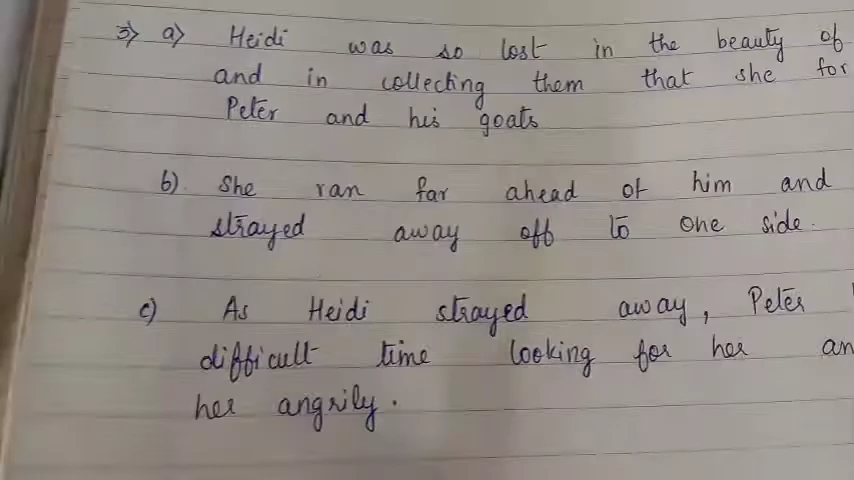 3) a) Heidi was so lost in the beauty of
and in collecting them that she for
Peter and his goats
b) She ran far ahead of him and
strayed away off to one side.
c) As Heidi strayed away, Peter
difficult time looking for her an
her angrily.